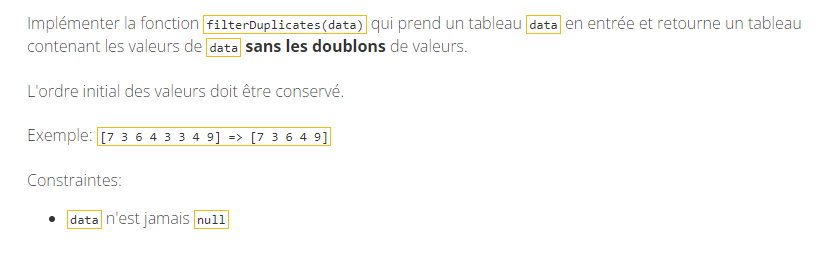 Implémenter la fonction filterDuplicates(data) qui prend un tableau data en entrée et retourne un tableau
contenant les valeurs de data sans les doublons de valeurs.
L'ordre initial des valeurs doit être conservé.
Exemple: [7 3 6 4 3 3 4 9] => [7 3 6 4 9]
Constraintes:
• data n'est jamais null